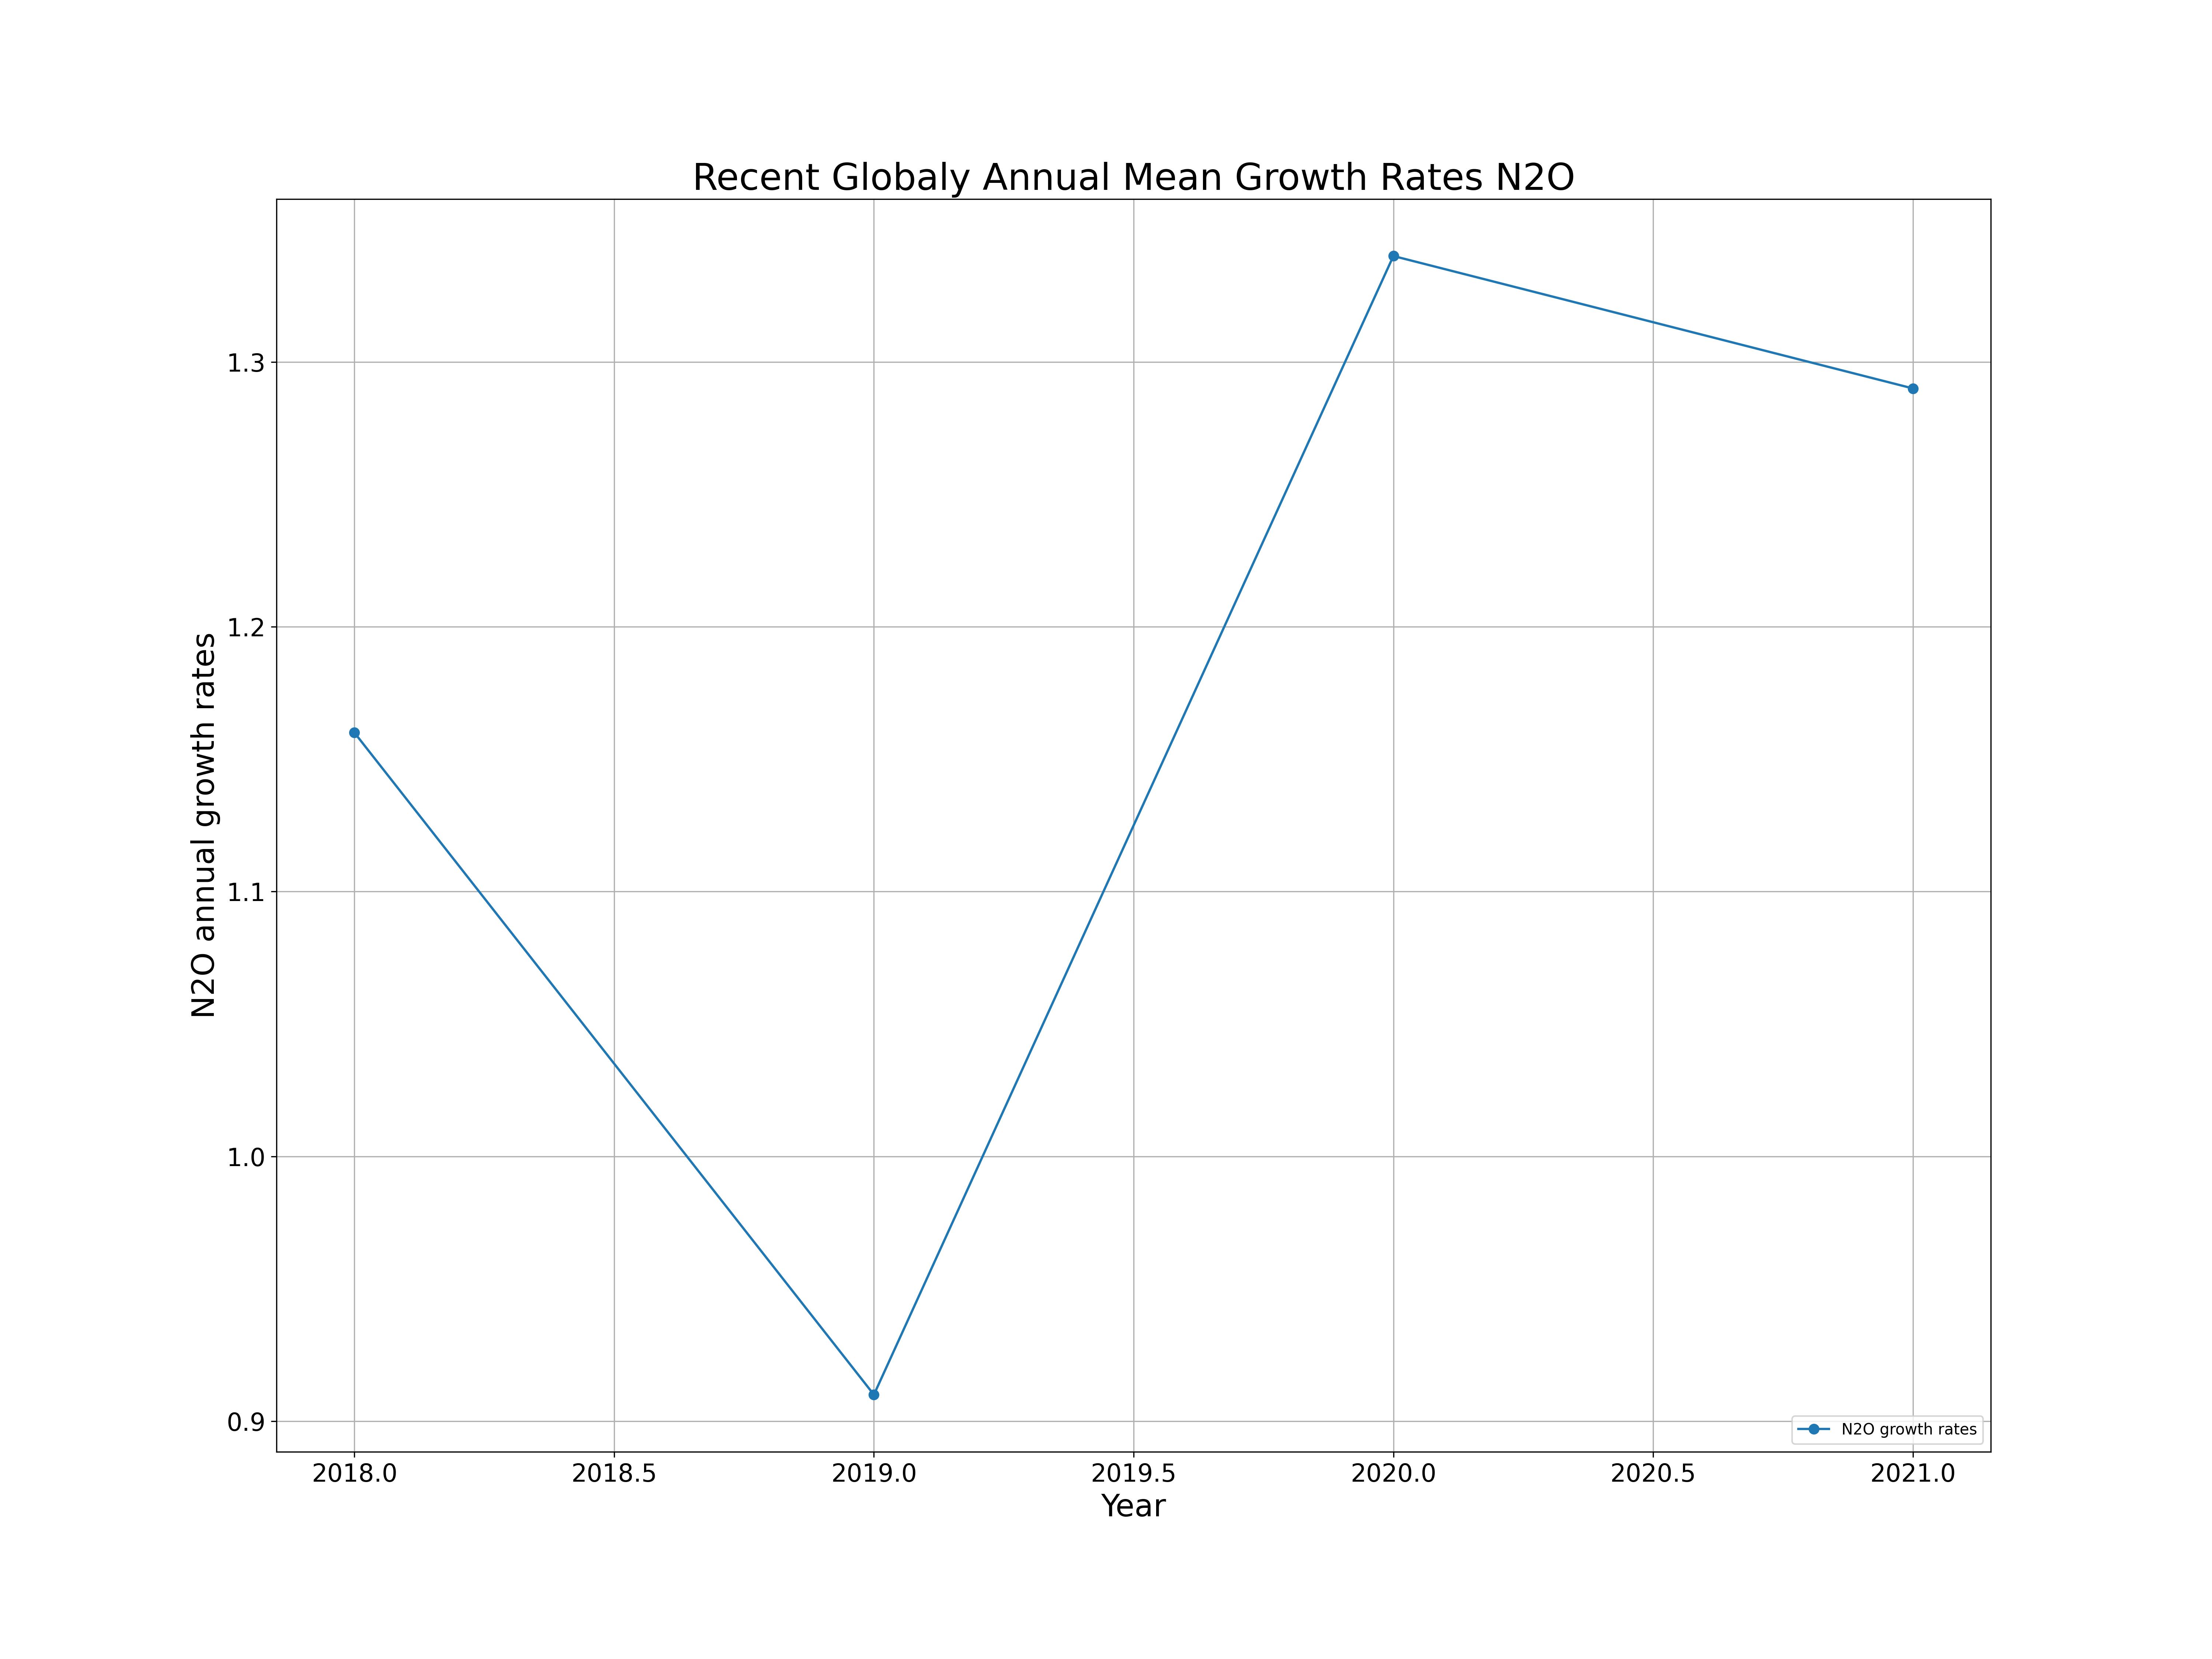 Recent Globaly Annual Mean Growth Rates N2O
N2O annual growth rates
1.3
1.2
1.1
1.0
0.9
N2O growth rates
2018.0 2018.5 2019.0 2019.5 2020.0 2020.5 2021.0
Year